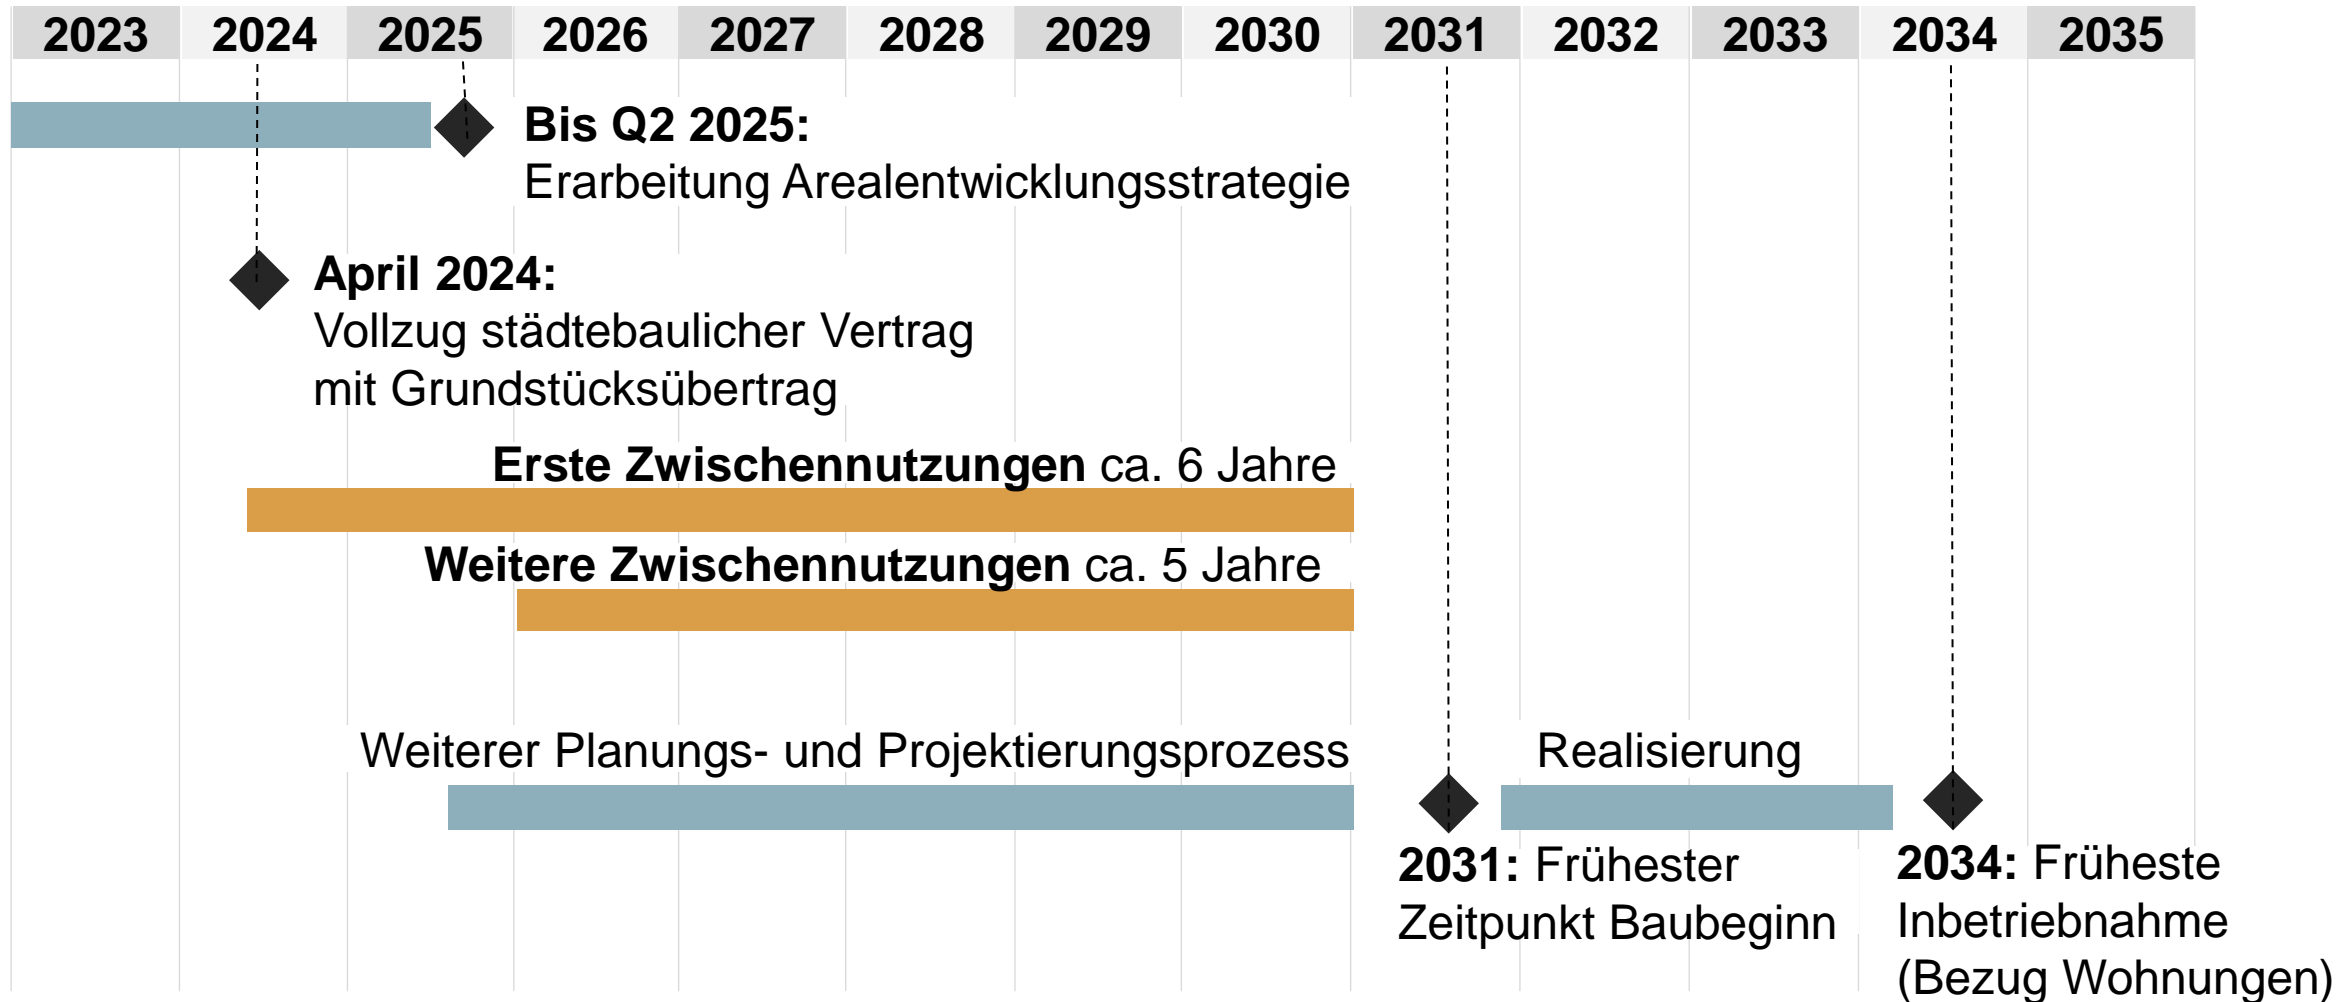 2023 2024 2025 2026 2027 2028 2029 2030 2031 2032 2033 2034 2035
Bis Q2 2025:
Erarbeitung Arealentwicklungsstrategie
April 2024:
Vollzug städtebaulicher Vertrag
mit Grundstücksübertrag
Erste Zwischennutzungen ca. 6 Jahre
Weitere Zwischennutzungen ca. 5 Jahre
Weiterer Planungs- und Projektierungsprozess
Realisierung
2031: Frühester
Zeitpunkt Baubeginn
2034: Früheste
Inbetriebnahme
(Bezug Wohnungen)